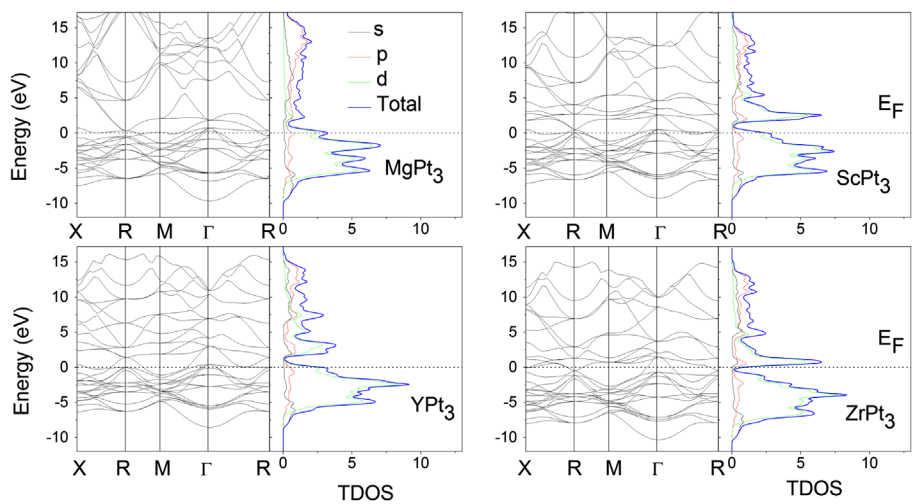 15
10
5
0
-5
-10
Energy (eV)
s
p
d
Total
MgPt3
X R M Γ R
0 5 10
15
10
5
0
-5
-10
EF
ScPt3
X R M Γ R
0 5 10
15
10
5
0
-5
-10
Energy (eV)
YPt3
X R M Γ R
0 5 10
TDOS
15
10
5
0
-5
-10
EF
ZrPt3
X R M Γ R
0 5 10
TDOS